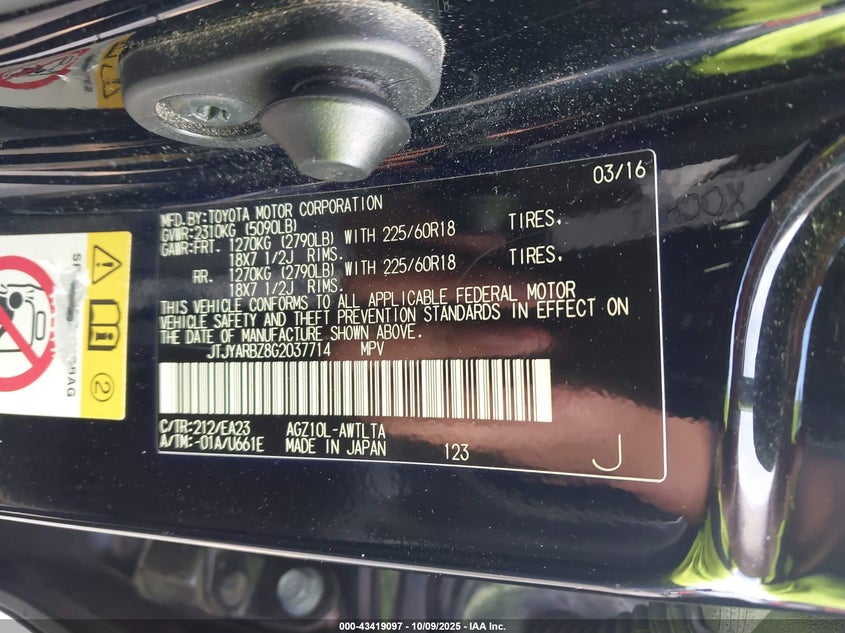 03/16
MFD.BY:TOYOTA MOTOR CORPORATION
GVWR:2310KG (5090LB)
GAWR:FRT. 1270KG (2790LB) WITH 225/60R18 TIRES,
18X7 1/2J RIMS.
RR. 1270KG (2790LB) WITH 225/60R18 TIRES,
18X7 1/2J RIMS.
THIS VEHICLE CONFORMS TO ALL APPLICABLE FEDERAL MOTOR
VEHICLE SAFETY AND THEFT PREVENTION STANDARDS IN EFFECT ON
THE DATE OF MANUFACTURE SHOWN ABOVE.
JTJYARBZ8G2037714 MPV
C/TR:212/EA23 AGZ10L-AWTLTA
A/TM:-01A/U661E MADE IN JAPAN 123
J
2
000-43419097 - 10/09/2025 - IAA Inc.